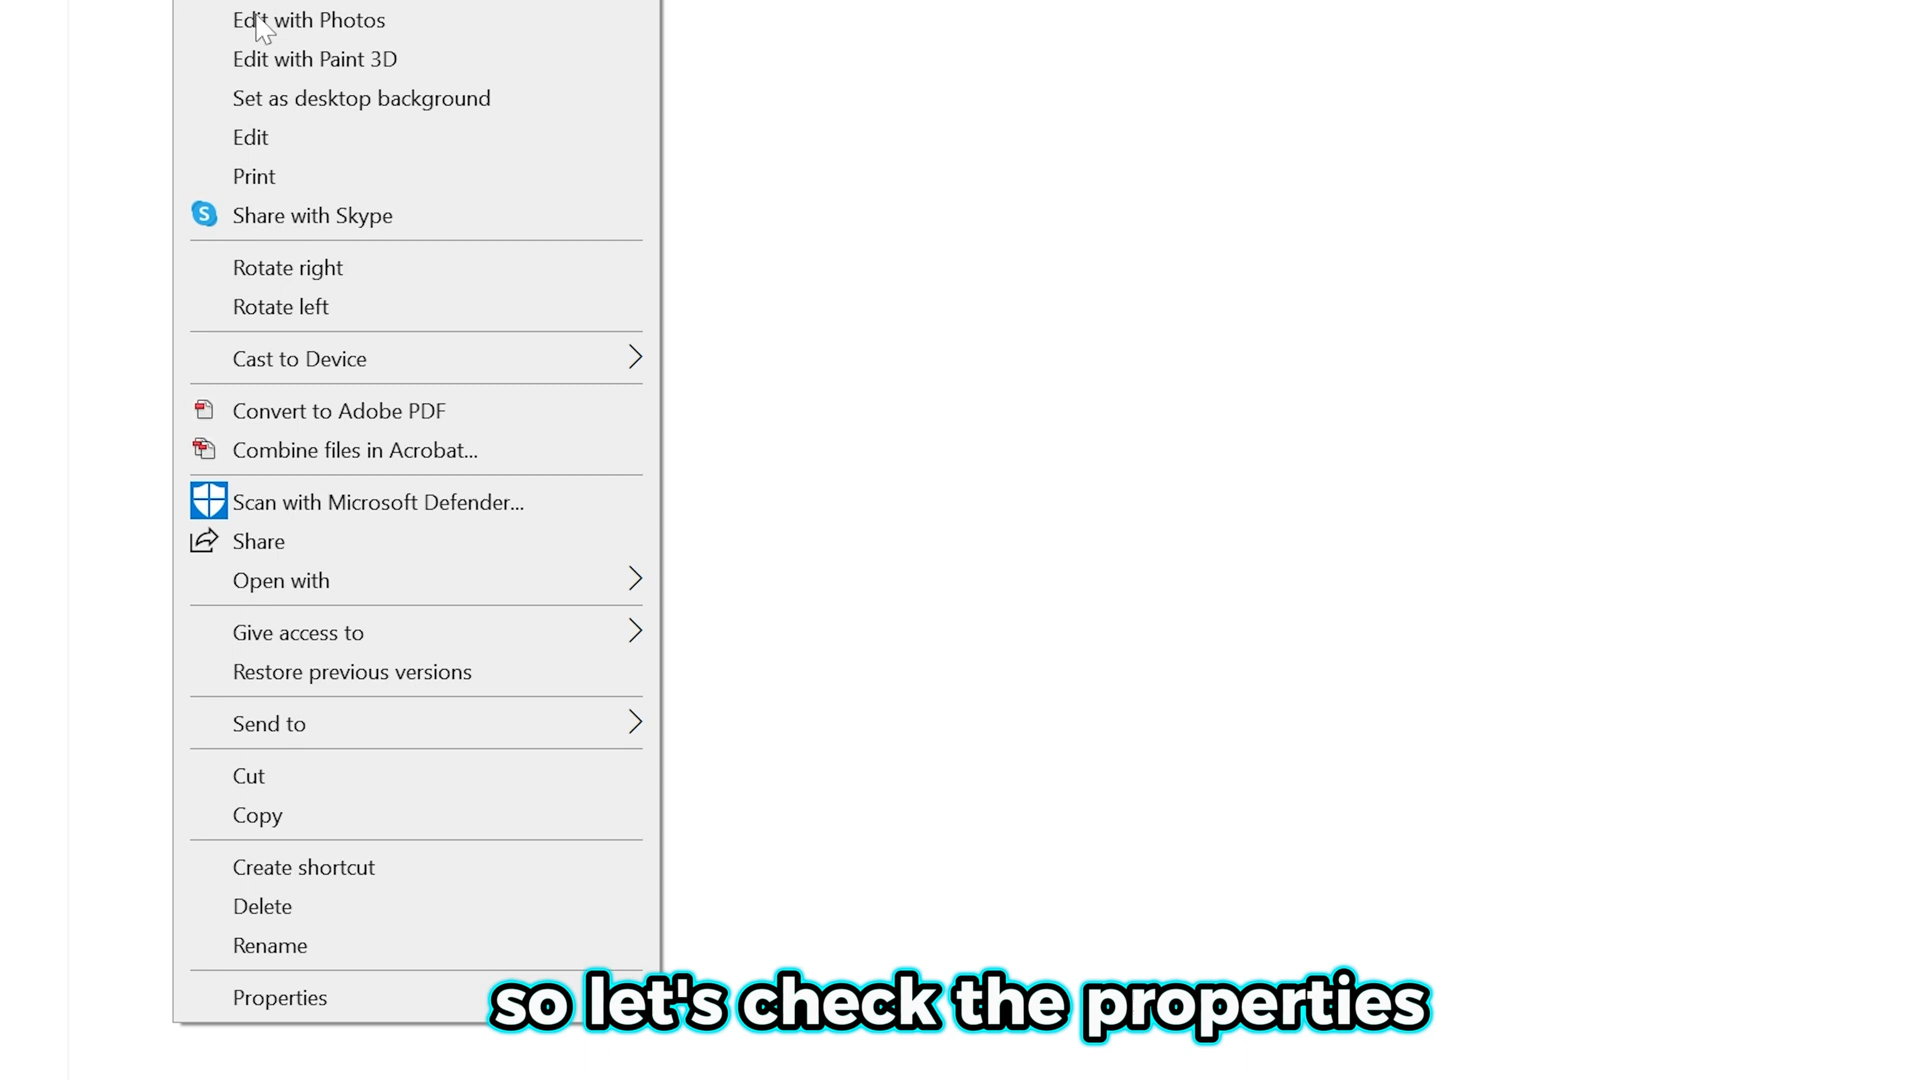 Edit with Photos
Edit with Paint 3D
Set as desktop background
Edit
Print
S Share with Skype
Rotate right
Rotate left
Cast to Device
Convert to Adobe PDF
Combine files in Acrobat...
Scan with Microsoft Defender...
Share
Open with
Give access to
Restore previous versions
Send to
Cut
Copy
Create shortcut
Delete
Rename
Properties
so let's check the properties